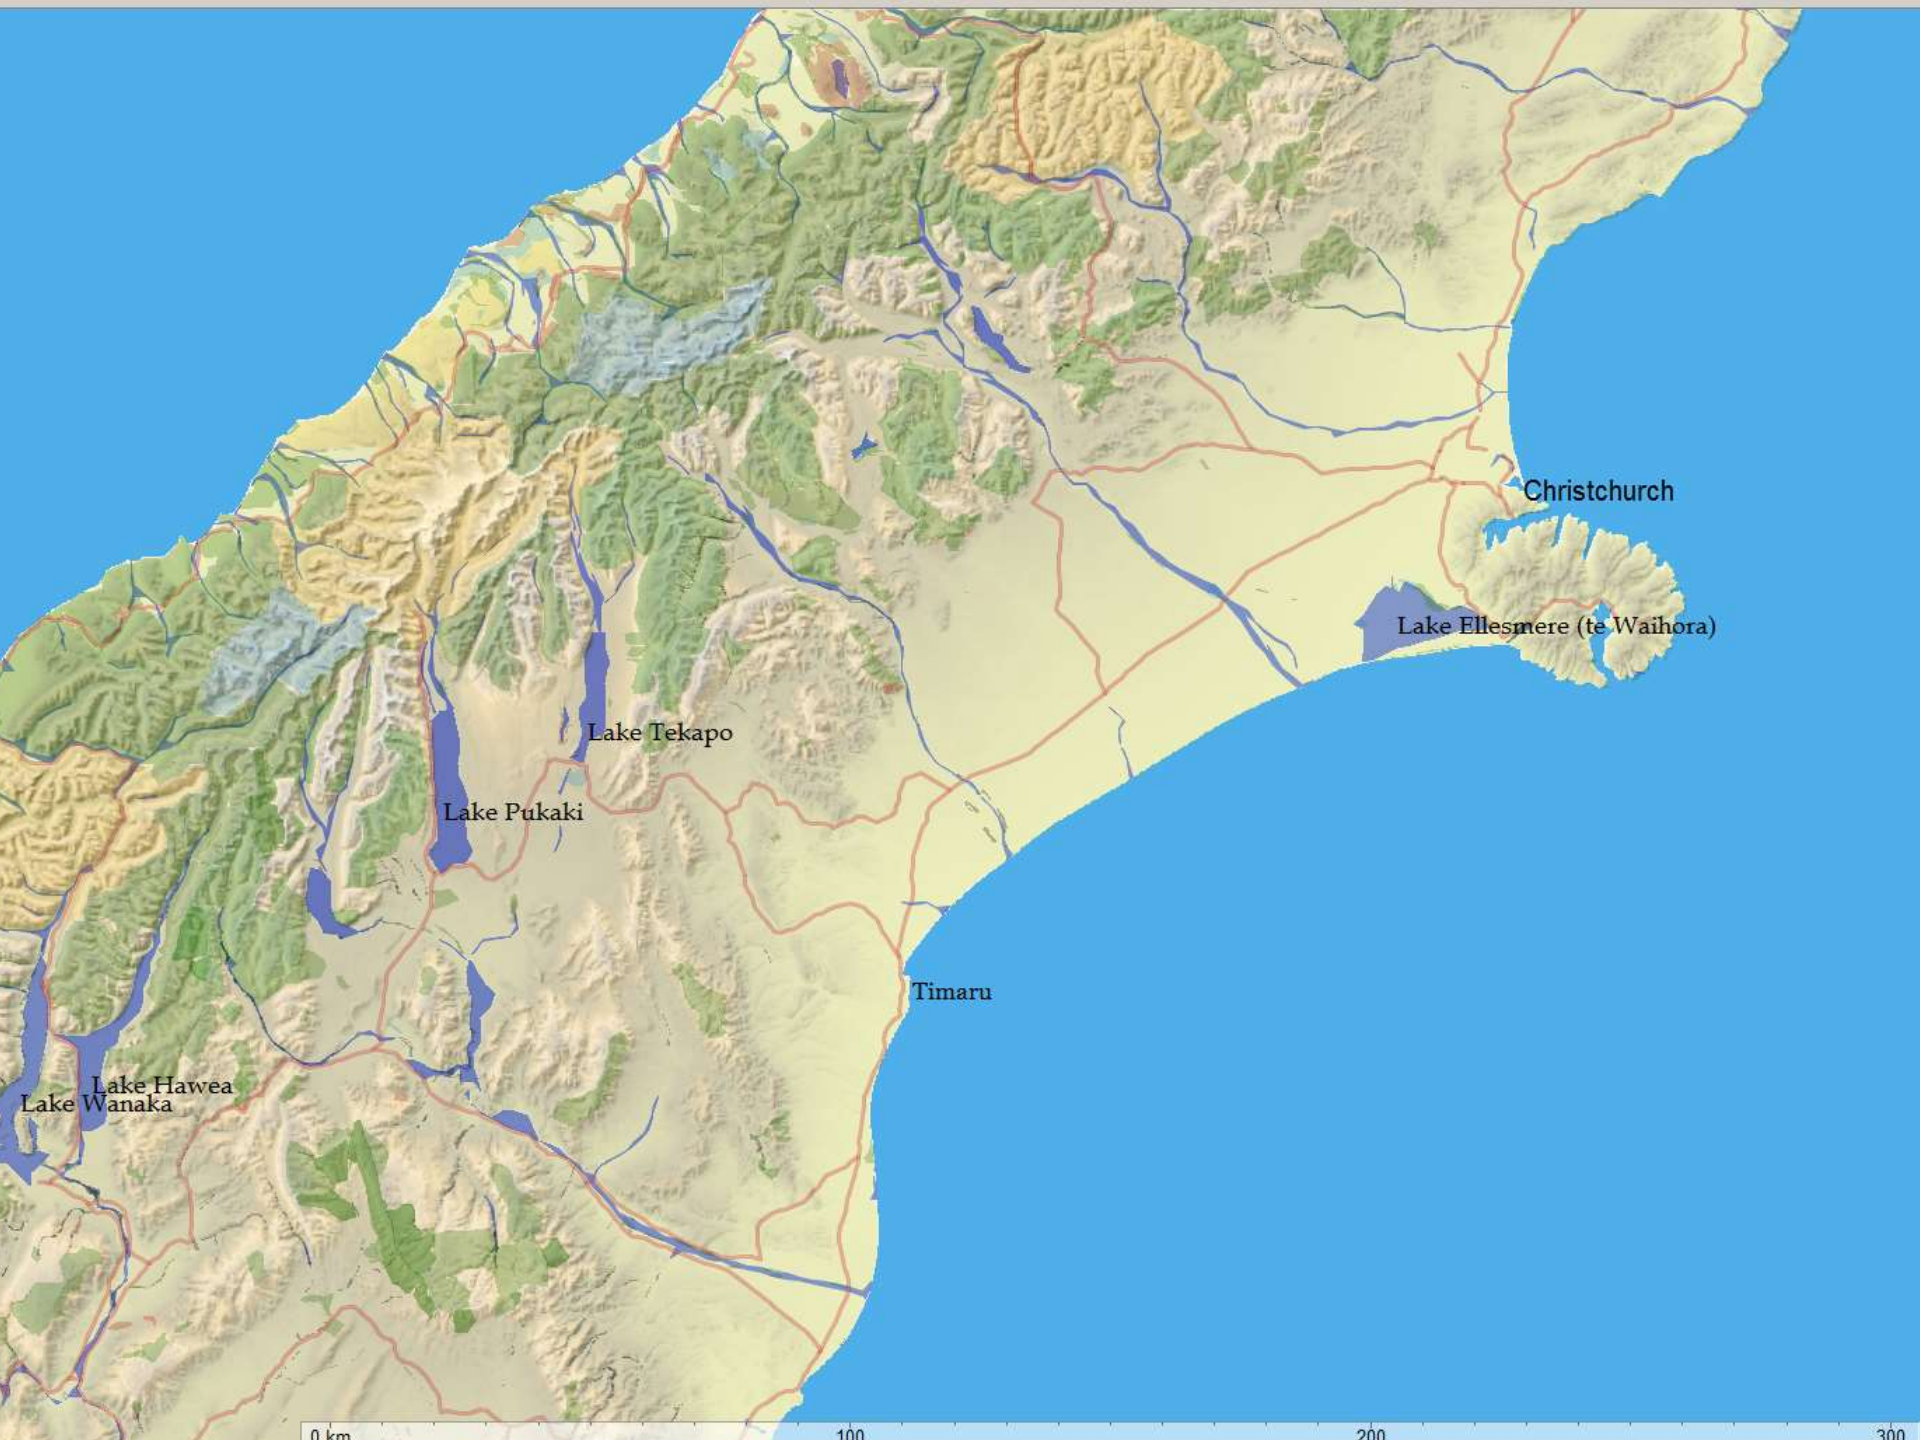 Christchurch
Lake Ellesmere (te Waihora)
Lake Tekapo
Lake Pukaki
Timaru
Lake Hawea
Lake Wanaka
0 km 100 200 300